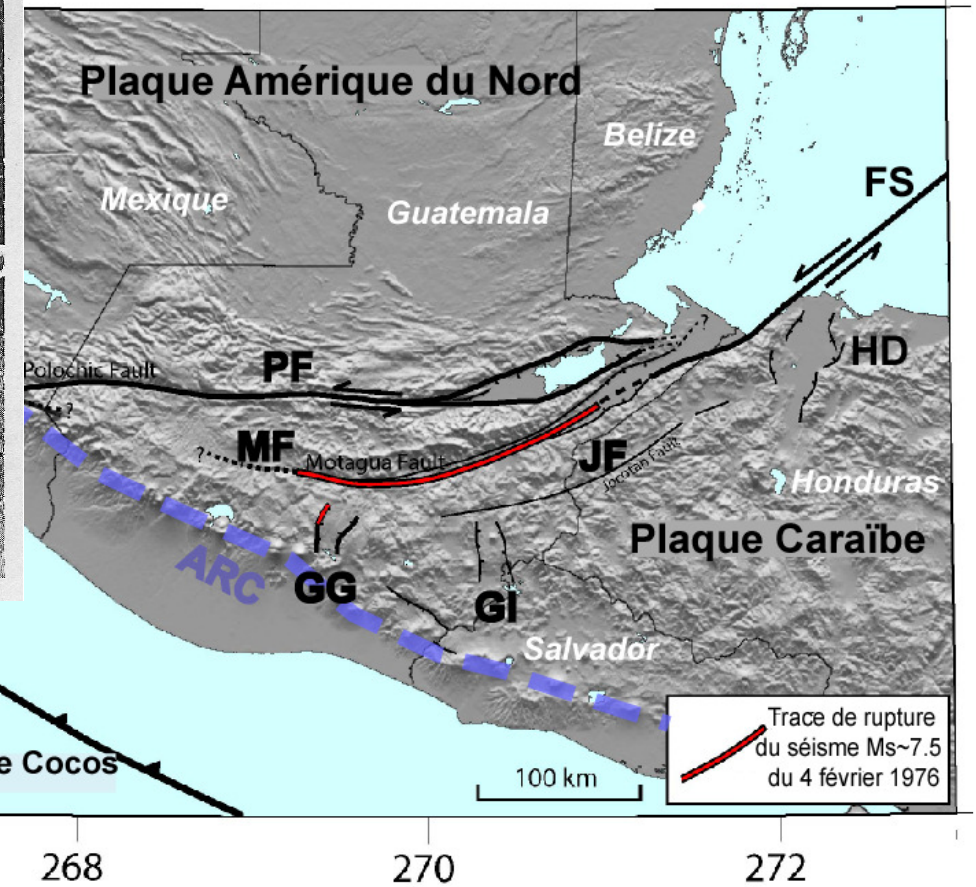 Plaque Amérique du Nord
Belize
FS
Mexique
Guatemala
HD
Polochic Fault
PF
?
MF
?
Motagua Fault
JF
Jocotan Fault
Honduras
Plaque Caraïbe
ARC
GG
GI
Salvador
?
Trace de rupture
du séisme Ms~7.5
du 4 février 1976
e Cocos
100 km
268
270
272